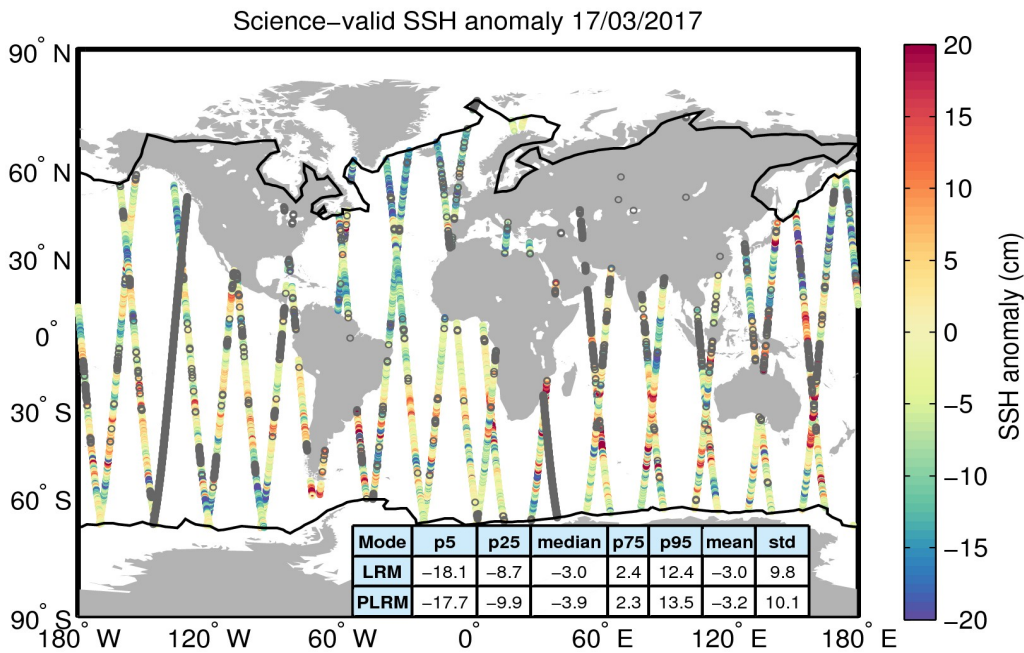 Science−valid SSH anomaly 17/03/2017
90° N
60° N
30° N
0°
30° S
60° S
90° S
180° W
120° W
60° W
0°
60° E
120° E
180° E
20
15
10
5
0
−5
−10
−15
−20
SSH anomaly (cm)
Mode p5 p25 median p75 p95 mean std
LRM −18.1 −8.7 −3.0 2.4 12.4 −3.0 9.8
PLRM −17.7 −9.9 −3.9 2.3 13.5 −3.2 10.1